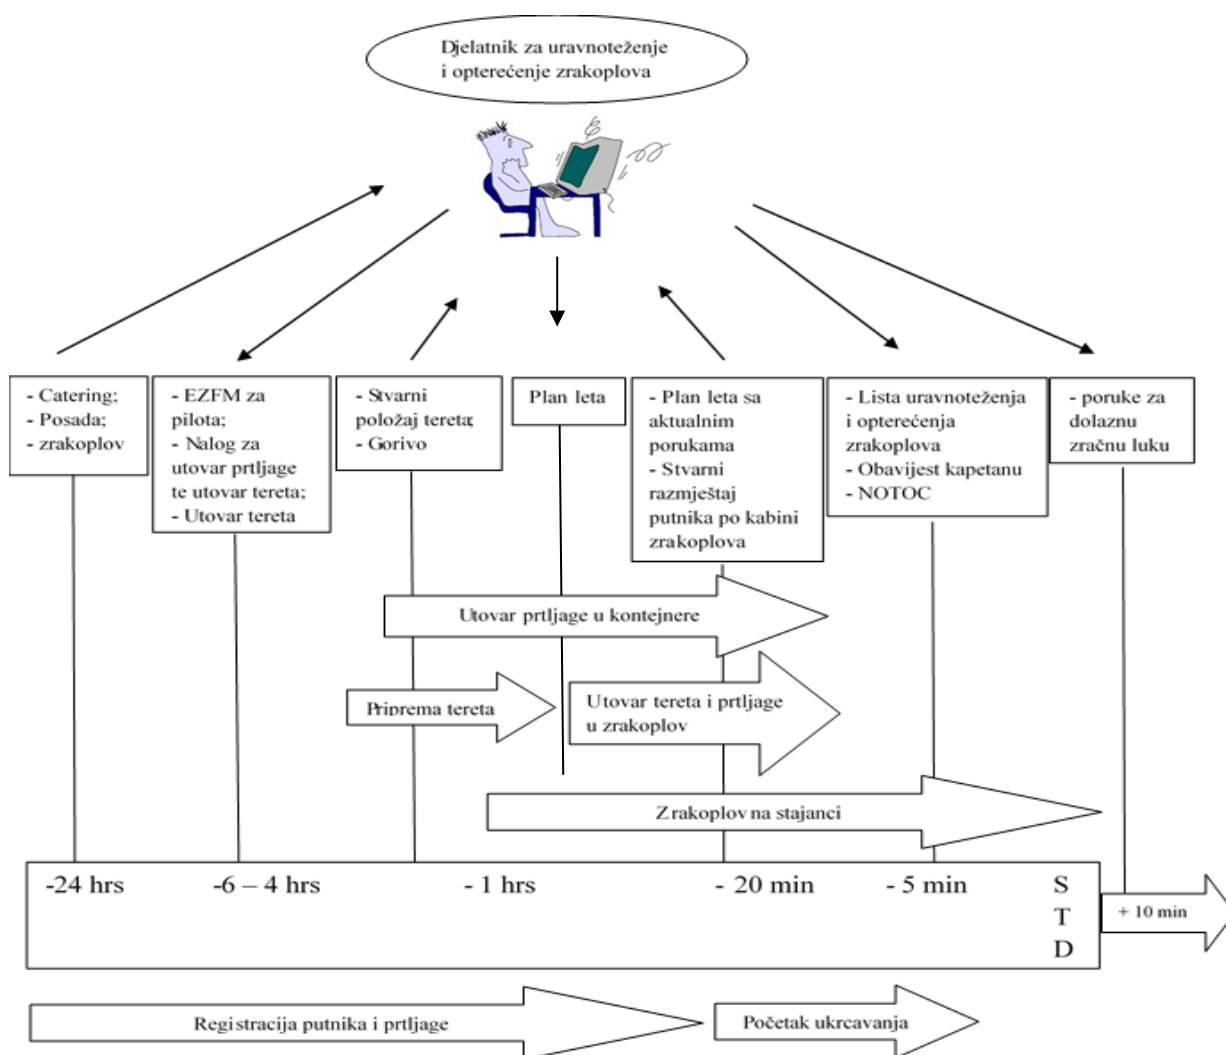 Djelatnik za uravnoteženje
i opterećenje zrakoplova
- Catering;
- Posada;
- zrakoplov
- EZFM za
pilota;
- Nalog za
utovar prtljage
te utovar tereta;
- Utovar tereta
- Stvarni
položaj tereta;
- Gorivo
Plan leta
- Plan leta sa
aktualnim
porukama
- Stvarni
razmještaj
putnika po kabini
zrakoplova
- Lista uravnoteženja
i opterećenja
zrakoplova
- Obavijest kapetanu
- NOTOC
- poruke za
dolaznu
zračnu luku
Utovar prtljage u kontejnere
Priprema tereta
Utovar tereta i prtljage
u zrakoplov
Zrakoplov na stajanci
-24 hrs
-6 – 4 hrs
- 1 hrs
- 20 min
- 5 min
S
T
D
+ 10 min
Registracija putnika i prtljage
Početak ukrcavanja